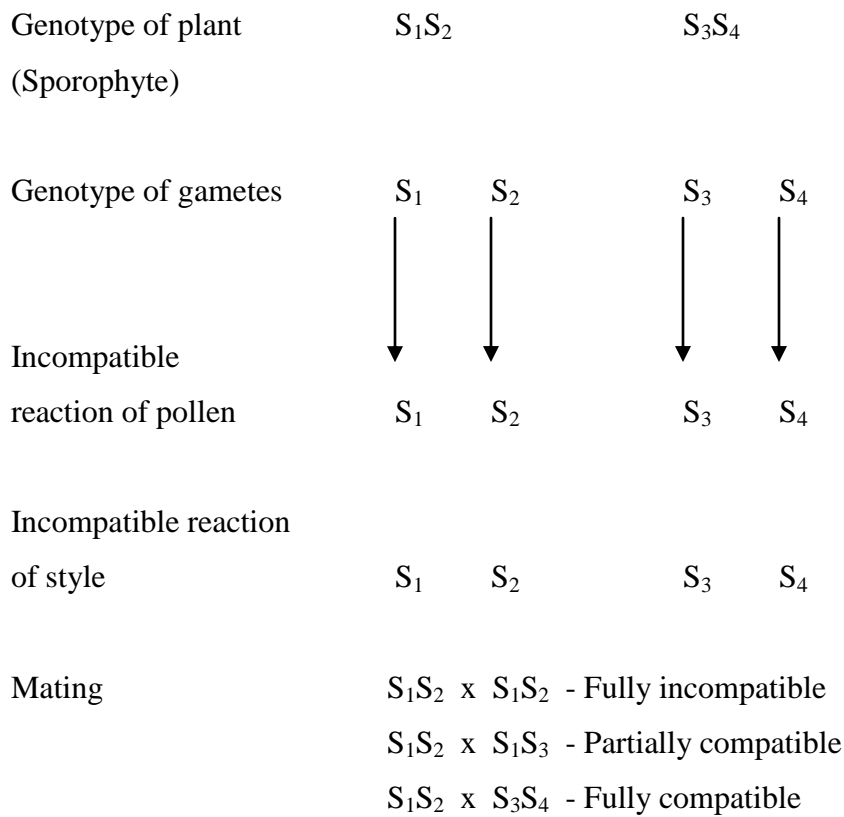 Genotype of plant S₁S₂ S₃S₄
(Sporophyte)
Genotype of gametes S₁ S₂ S₃ S₄
Incompatible
reaction of pollen S₁ S₂ S₃ S₄
Incompatible reaction
of style S₁ S₂ S₃ S₄
Mating S₁S₂ x S₁S₂ - Fully incompatible
S₁S₂ x S₁S₃ - Partially compatible
S₁S₂ x S₃S₄ - Fully compatible